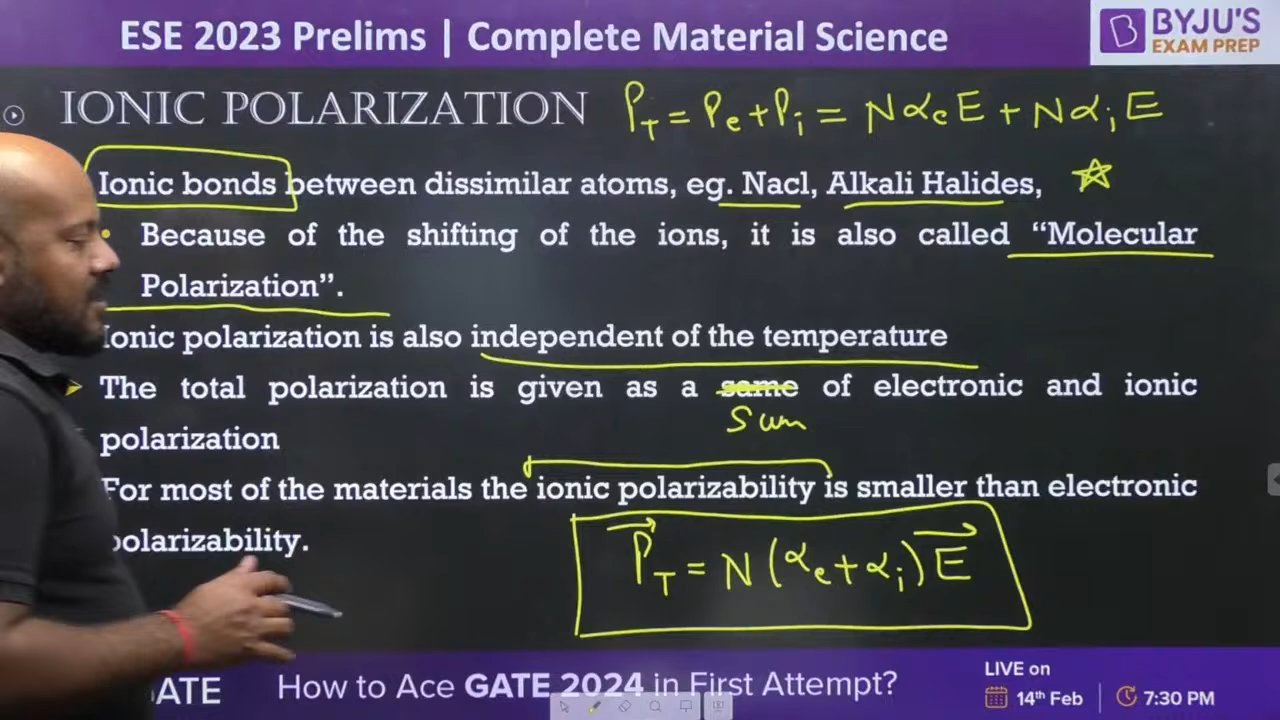 ESE 2023 Prelims | Complete Material Science
BYJU'S
EXAM PREP
IONIC POLARIZATION
P_T = P_e + P_i = Nα_eE + Nα_iE
Ionic bonds between dissimilar atoms, eg. Nacl, Alkali Halides,
• Because of the shifting of the ions, it is also called “Molecular
Polarization”.
Ionic polarization is also independent of the temperature
The total polarization is given as a same of electronic and ionic
Sum
polarization
For most of the materials the ionic polarizability is smaller than electronic
polarizability.
P_T = N(α_e + α_i)E
GATE
How to Ace GATE 2024 in First Attempt?
LIVE on
14th Feb
7:30 PM